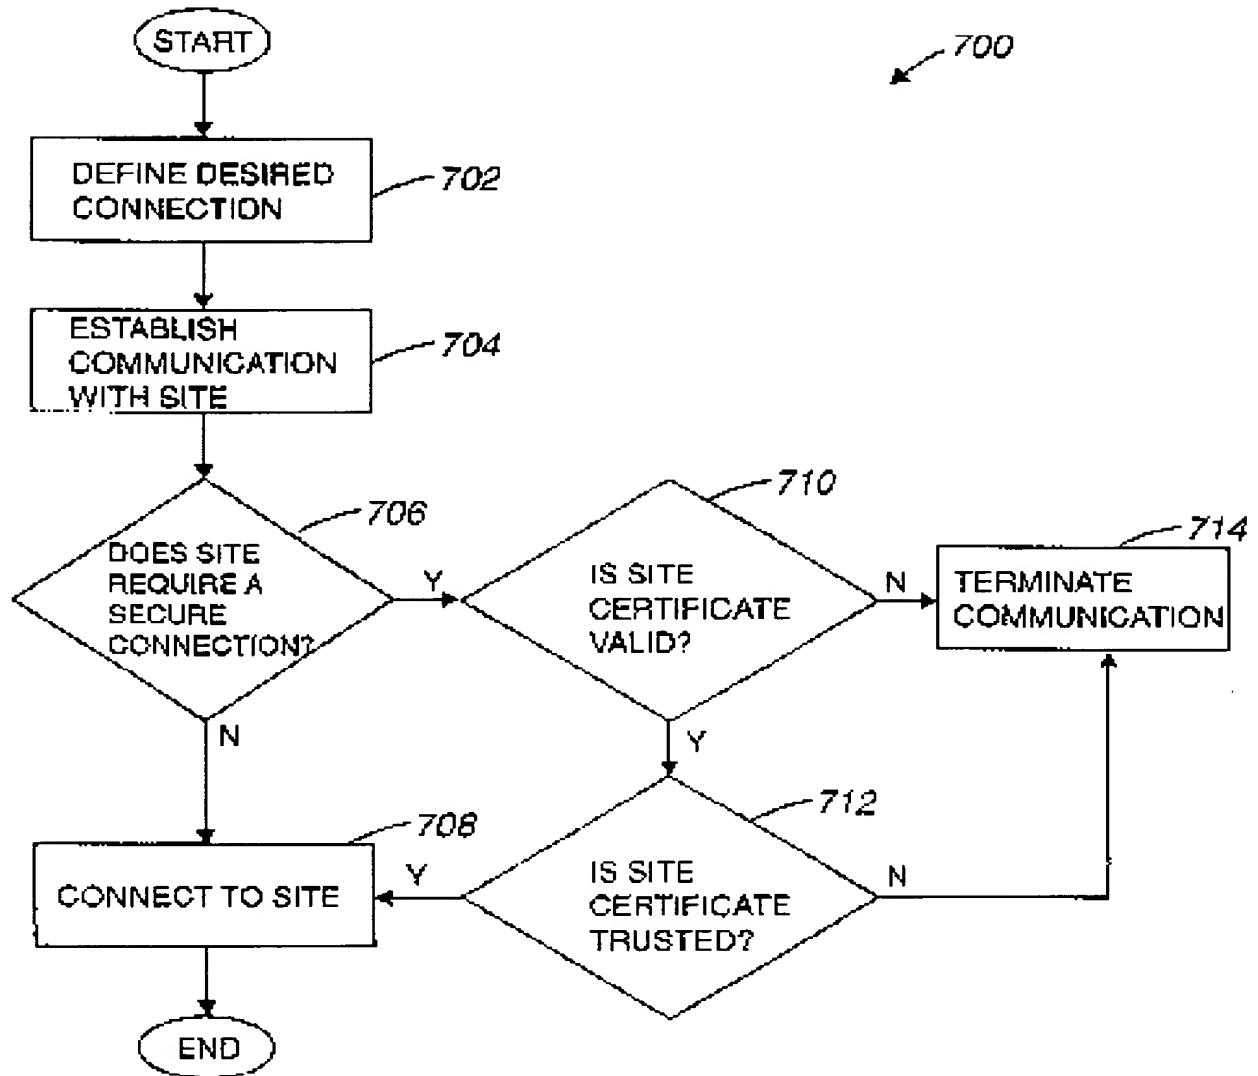 START
700
DEFINE DESIRED
CONNECTION
702
ESTABLISH
COMMUNICATION
WITH SITE
704
706
DOES SITE
REQUIRE A
SECURE
CONNECTION?
Y
N
710
IS SITE
CERTIFICATE
VALID?
N
Y
714
TERMINATE
COMMUNICATION
712
IS SITE
CERTIFICATE
TRUSTED?
Y
N
708
CONNECT TO SITE
END